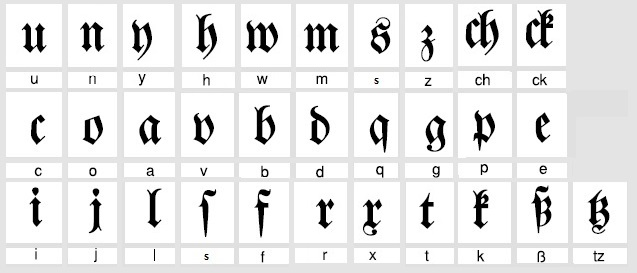 u n y h w m s z ch ck
u n y h w m s z ch ck
c o a v b d q g p e
c o a v b d q g p e
i j l ſ f r x t k ß tz
i j l s f r x t k ß tz